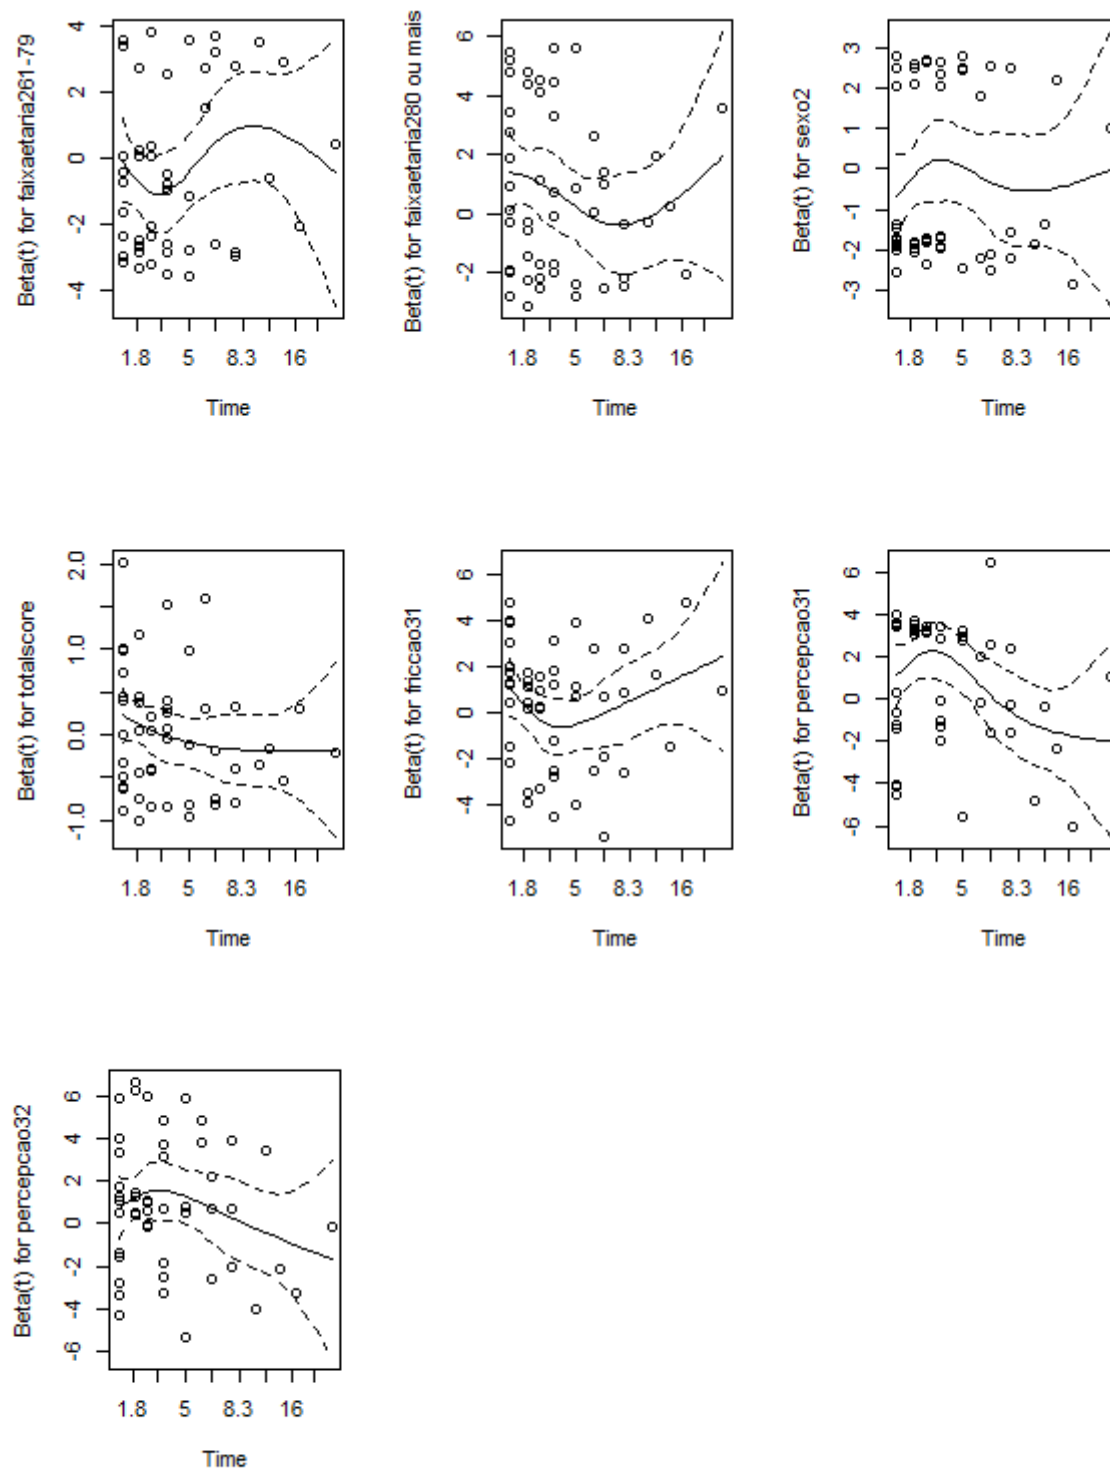 Beta(t) for faixaetaria261-79
4
2
0
-2
-4
1.8 5 8.3 16
Time
Beta(t) for faixaetaria280 ou mais
6
4
2
0
-2
1.8 5 8.3 16
Time
Beta(t) for sexo2
3
2
1
0
-1
-2
-3
1.8 5 8.3 16
Time
Beta(t) for totalscore
2.0
1.0
0.0
-1.0
1.8 5 8.3 16
Time
Beta(t) for friccao31
6
4
2
0
-2
-4
1.8 5 8.3 16
Time
Beta(t) for percepcao31
6
4
2
0
-2
-4
-6
1.8 5 8.3 16
Time
Beta(t) for percepcao32
6
4
2
0
-2
-4
-6
1.8 5 8.3 16
Time